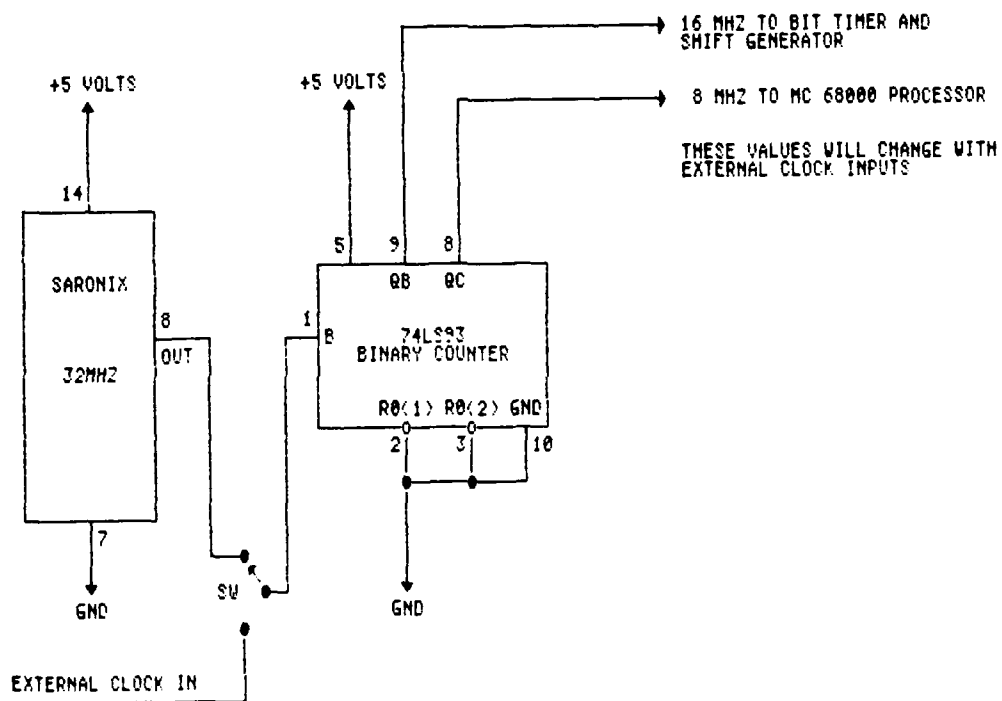 16 MHZ TO BIT TIMER AND
SHIFT GENERATOR
+5 VOLTS
+5 VOLTS
8 MHZ TO MC 68000 PROCESSOR
THESE VALUES WILL CHANGE WITH
EXTERNAL CLOCK INPUTS
14
5
9
8
SARONIX
QB
QC
8
OUT
1
B
74LS93
BINARY COUNTER
32MHZ
R0(1)
R0(2)
GND
2
3
10
7
SW
GND
GND
EXTERNAL CLOCK IN